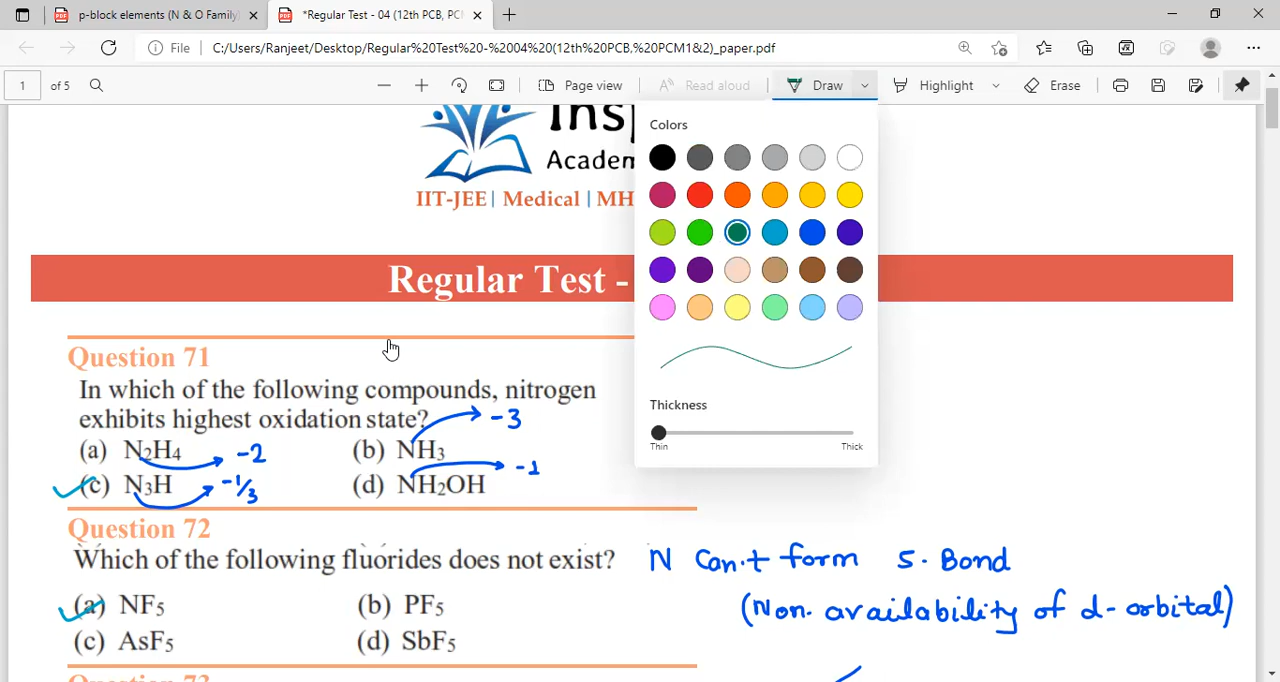 p-block elements (N & O Family)
*Regular Test - 04 (12th PCB, PCM
File
C:/Users/Ranjeet/Desktop/Regular%20Test%20-%2004%20(12th%20PCB,%20PCM1&2)_paper.pdf
1 of 5
Page view
Read aloud
Draw
Highlight
Erase
Colors
Thickness
Thin
Thick
Academ
IIT-JEE| Medical | MH
Regular Test -
Question 71
In which of the following compounds, nitrogen
exhibits highest oxidation state?
-3
(a) N2H4 -2 (b) NH3
(c) N3H -1/3 (d) NH2OH -1
Question 72
Which of the following fluorides does not exist? N Can't form 5-Bond
(a) NF5 (b) PF5 (Non-availability of d-orbital)
(c) AsF5 (d) SbF5